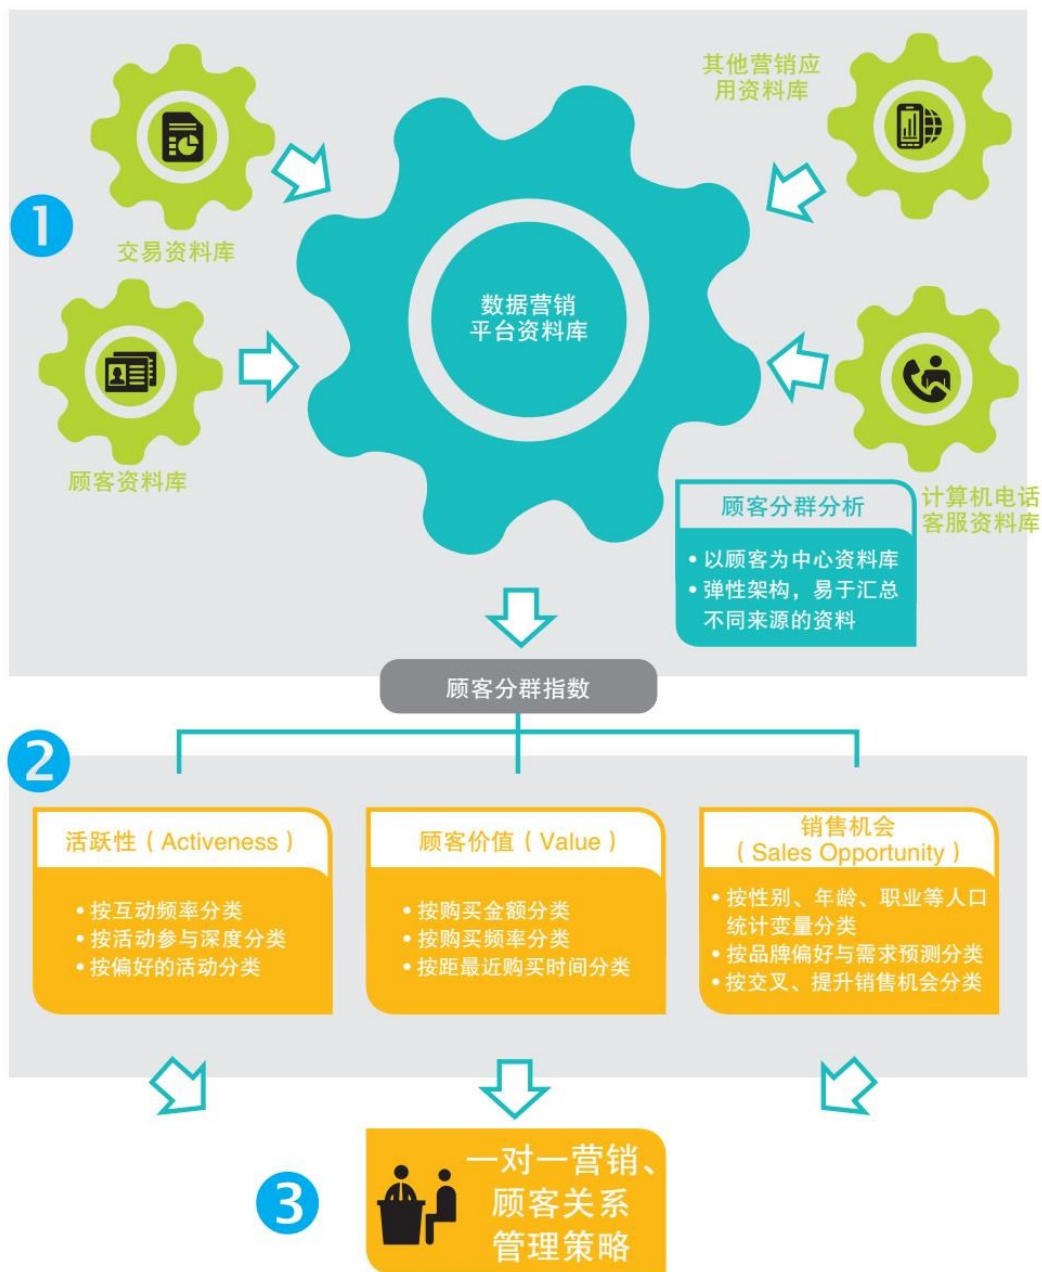 1
交易资料库
顾客资料库
其他营销应
用资料库
数据营销
平台资料库
计算机电话
客服资料库
顾客分群分析
• 以顾客为中心资料库
• 弹性架构，易于汇总
不同来源的资料
顾客分群指数
2
活跃性（Activeness）
• 按互动频率分类
• 按活动参与深度分类
• 按偏好的活动分类
顾客价值（Value）
• 按购买金额分类
• 按购买频率分类
• 按距最近购买时间分类
销售机会
（Sales Opportunity）
• 按性别、年龄、职业等人口
统计变量分类
• 按品牌偏好与需求预测分类
• 按交叉、提升销售机会分类
3
一对一营销、
顾客关系
管理策略